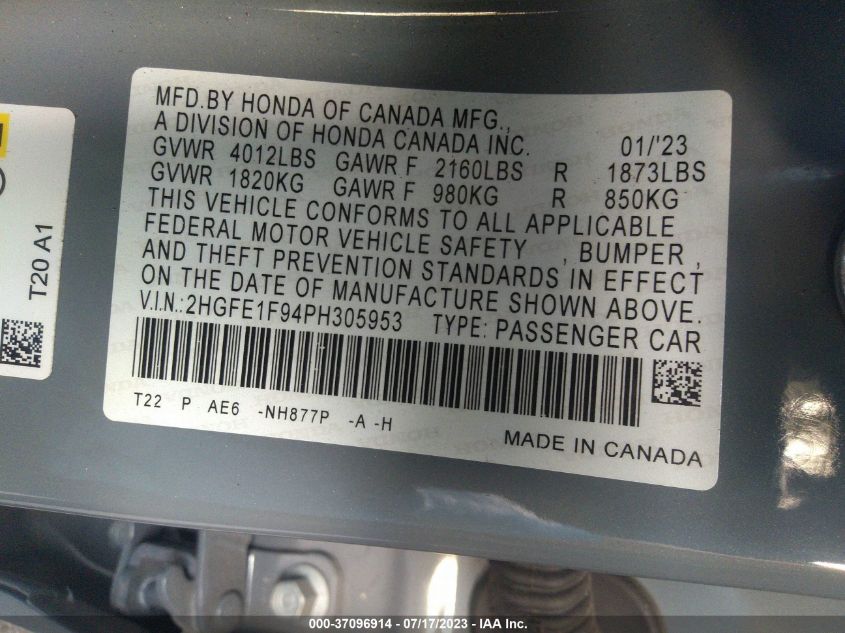 MFD.BY HONDA OF CANADA MFG.,
A DIVISION OF HONDA CANADA INC. 01/'23
GVWR 4012LBS GAWR F 2160LBS R 1873LBS
GVWR 1820KG GAWR F 980KG R 850KG
THIS VEHICLE CONFORMS TO ALL APPLICABLE
FEDERAL MOTOR VEHICLE SAFETY , BUMPER ,
AND THEFT PREVENTION STANDARDS IN EFFECT
ON THE DATE OF MANUFACTURE SHOWN ABOVE.
V.I.N.:2HGFE1F94PH305953 TYPE: PASSENGER CAR
T22 P AE6 -NH877P -A -H
MADE IN CANADA
T20 A1
000-37096914 / 07/17/2023 / IAA Inc.